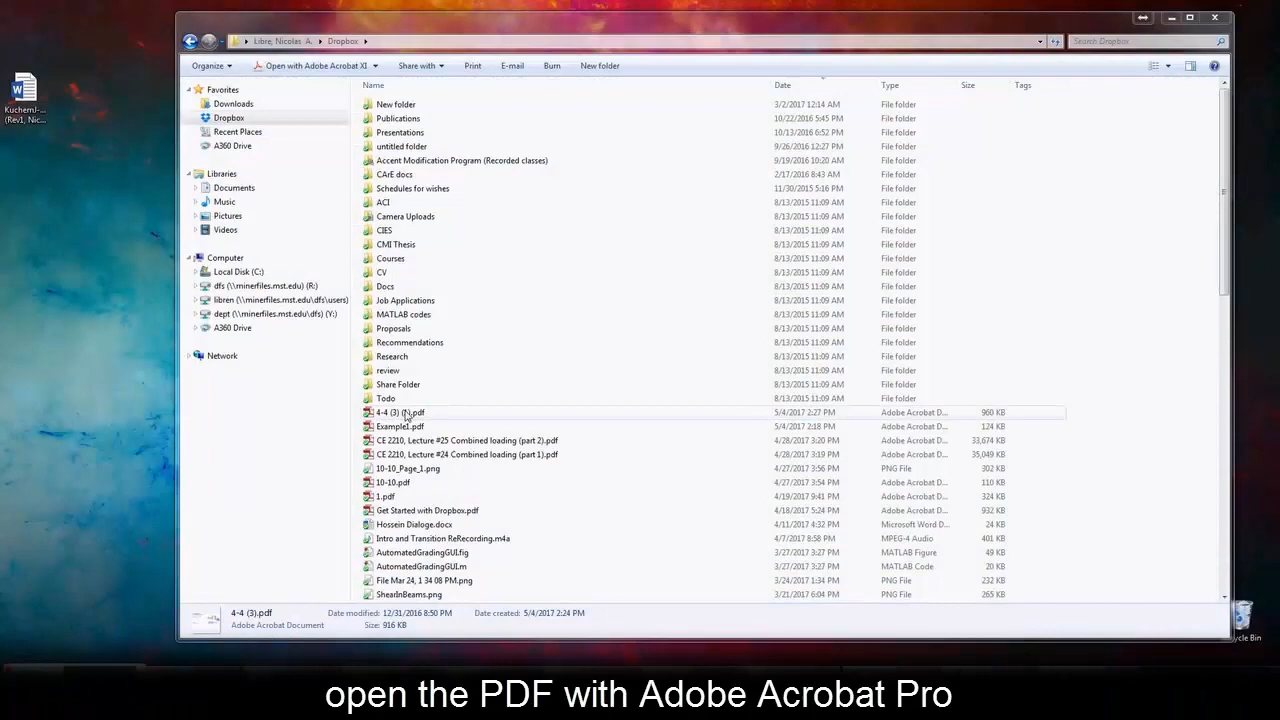 Libre, Nicolas A. Dropbox
Search Dropbox
Organize Open with Adobe Acrobat XI Share with Print E-mail Burn New folder
Favorites
Downloads
Dropbox
Recent Places
A360 Drive
Libraries
Documents
Music
Pictures
Videos
Computer
Local Disk (C:)
dfs (\\minerfiles.mst.edu) (R:)
libren (\\minerfiles.mst.edu\dfs\users)
dept (\\minerfiles.mst.edu\dfs) (Y:)
A360 Drive
Network
Name Date Type Size Tags
New folder 3/2/2017 12:14 AM File folder
Publications 10/22/2016 5:45 PM File folder
Presentations 10/13/2016 6:52 PM File folder
untitled folder 9/26/2016 12:27 PM File folder
Accent Modification Program (Recorded classes) 9/19/2016 10:20 AM File folder
CArE docs 2/17/2016 8:43 AM File folder
Schedules for wishes 11/30/2015 5:16 PM File folder
ACI 8/13/2015 11:09 AM File folder
Camera Uploads 8/13/2015 11:09 AM File folder
CIES 8/13/2015 11:09 AM File folder
CMI Thesis 8/13/2015 11:09 AM File folder
Courses 8/13/2015 11:09 AM File folder
CV 8/13/2015 11:09 AM File folder
Docs 8/13/2015 11:09 AM File folder
Job Applications 8/13/2015 11:09 AM File folder
MATLAB codes 8/13/2015 11:09 AM File folder
Proposals 8/13/2015 11:09 AM File folder
Recommendations 8/13/2015 11:09 AM File folder
Research 8/13/2015 11:09 AM File folder
review 8/13/2015 11:09 AM File folder
Share Folder 8/13/2015 11:09 AM File folder
Todo 8/13/2015 11:09 AM File folder
4-4 (3) .pdf 5/4/2017 2:27 PM Adobe Acrobat D... 960 KB
Example1.pdf 5/4/2017 2:18 PM Adobe Acrobat D... 124 KB
CE 2210, Lecture #25 Combined loading (part 2).pdf 4/28/2017 3:20 PM Adobe Acrobat D... 33,674 KB
CE 2210, Lecture #24 Combined loading (part 1).pdf 4/28/2017 3:19 PM Adobe Acrobat D... 35,049 KB
10-10_Page_1.png 4/27/2017 3:56 PM PNG File 302 KB
10-10.pdf 4/27/2017 3:54 PM Adobe Acrobat D... 110 KB
1.pdf 4/19/2017 9:41 PM Adobe Acrobat D... 324 KB
Get Started with Dropbox.pdf 4/18/2017 5:24 PM Adobe Acrobat D... 932 KB
Hossein Dialoge.docx 4/11/2017 4:32 PM Microsoft Word D... 24 KB
Intro and Transition ReRecording.m4a 4/7/2017 8:58 PM MPEG-4 Audio 401 KB
AutomatedGradingGUI.fig 3/27/2017 3:27 PM MATLAB Figure 49 KB
AutomatedGradingGUI.m 3/27/2017 3:27 PM MATLAB Code 20 KB
File Mar 24, 1 34 08 PM.png 3/24/2017 1:34 PM PNG File 232 KB
ShearInBeams.png 3/21/2017 6:04 PM PNG File 265 KB
4-4 (3).pdf Date modified: 12/31/2016 8:50 PM Date created: 5/4/2017 2:24 PM
Adobe Acrobat Document Size: 916 KB
KuchernJ-...
(Rev1, Nic...
cycle Bin
open the PDF with Adobe Acrobat Pro